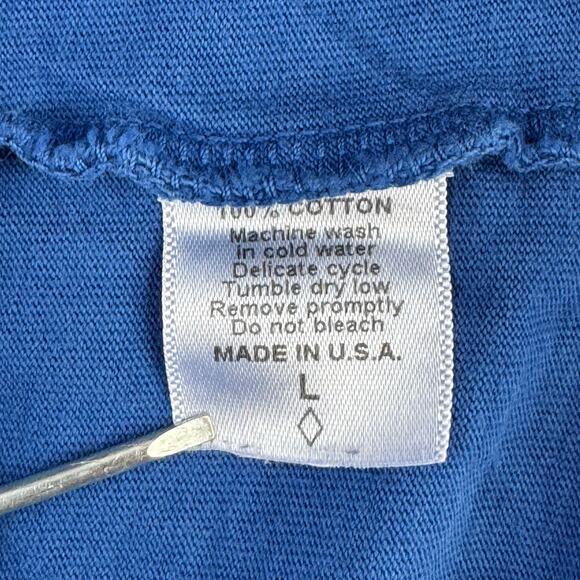 100% COTTON
Machine wash
in cold water
Delicate cycle
Tumble dry low
Remove promptly
Do not bleach
MADE IN U.S.A.
L